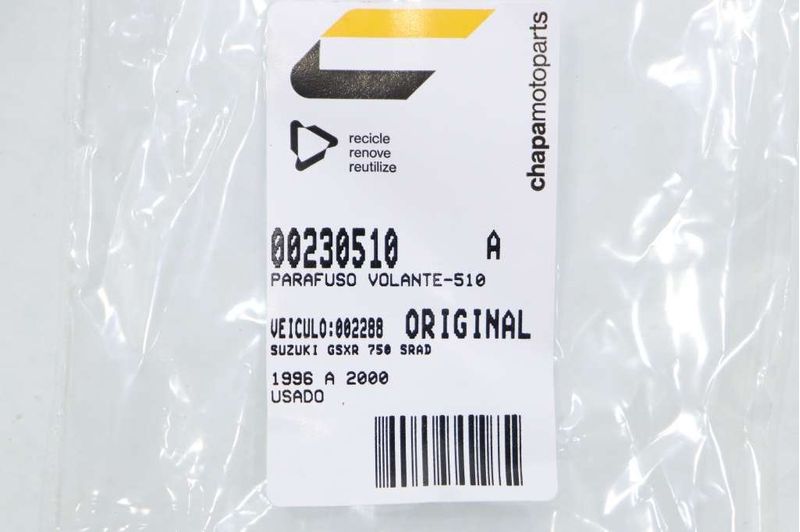 chapamotoparts
recicle
renove
reutilize
00230510 A
PARAFUSO VOLANTE-510
VEICULO:002288 ORIGINAL
SUZUKI GSXR 750 SRAD
1996 A 2000
USADO